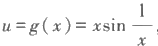 u = g(x) = x sin 1/x,